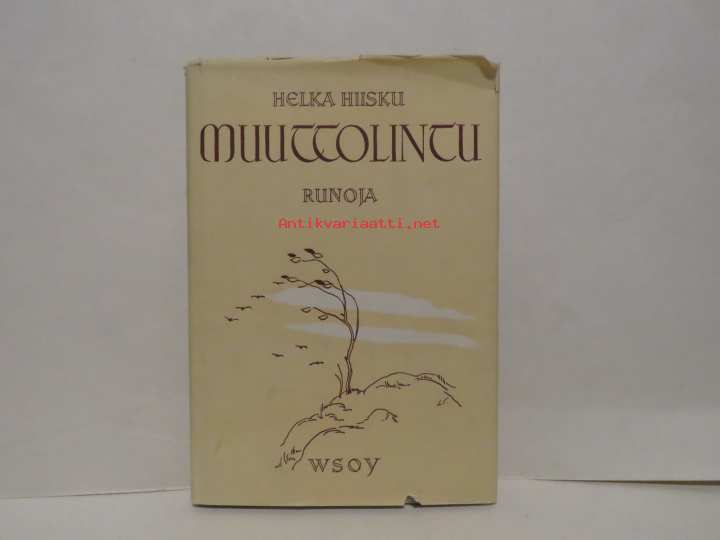 HELKA HIISKU
MUUTTOLINTU
RUNOJA
Antikvariaatti.net
WSOY